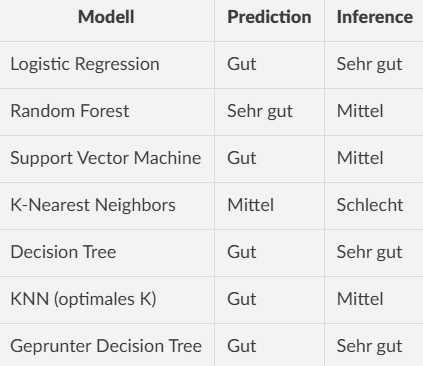 Modell Prediction Inference
Logistic Regression Gut Sehr gut
Random Forest Sehr gut Mittel
Support Vector Machine Gut Mittel
K-Nearest Neighbors Mittel Schlecht
Decision Tree Gut Sehr gut
KNN (optimales K) Gut Mittel
Geprunter Decision Tree Gut Sehr gut